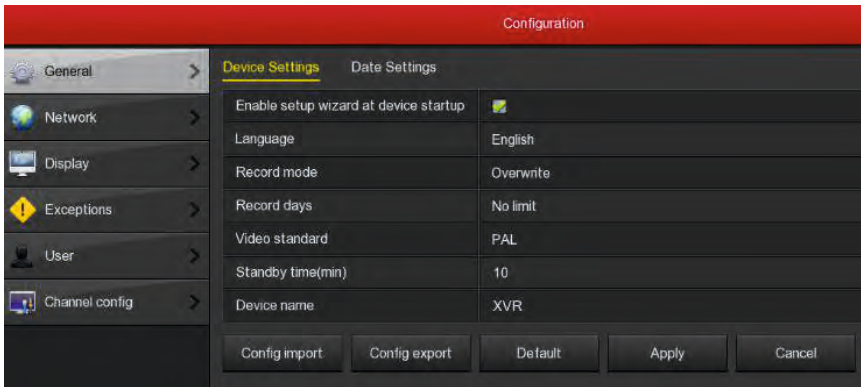 Configuration
General
Network
Display
Exceptions
User
Channel config
Device Settings Date Settings
Enable setup wizard at device startup
Language English
Record mode Overwrite
Record days No limit
Video standard PAL
Standby time(min) 10
Device name XVR
Config import Config export Default Apply Cancel